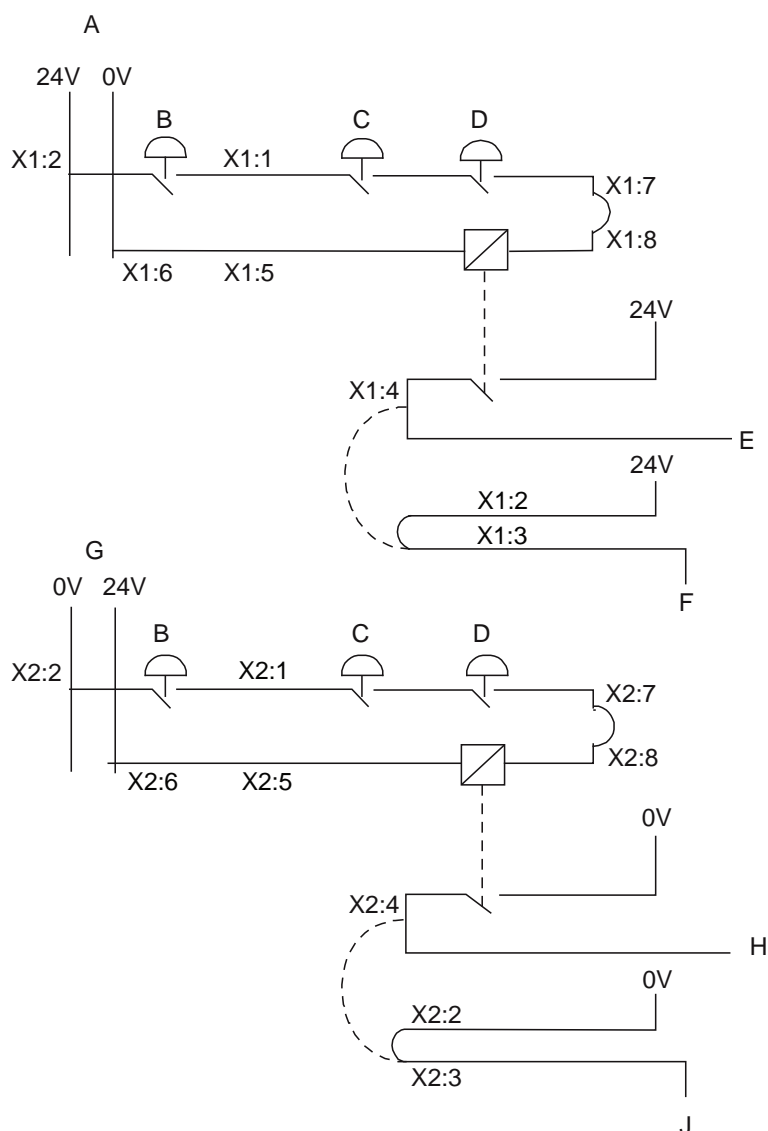 A
24V 0V
B C D
X1:2 X1:1 X1:7
X1:8
X1:6 X1:5
24V
X1:4
E
24V
X1:2
X1:3
F
G
0V 24V
B C D
X2:2 X2:1 X2:7
X2:8
X2:6 X2:5
0V
X2:4
H
0V
X2:2
X2:3
J